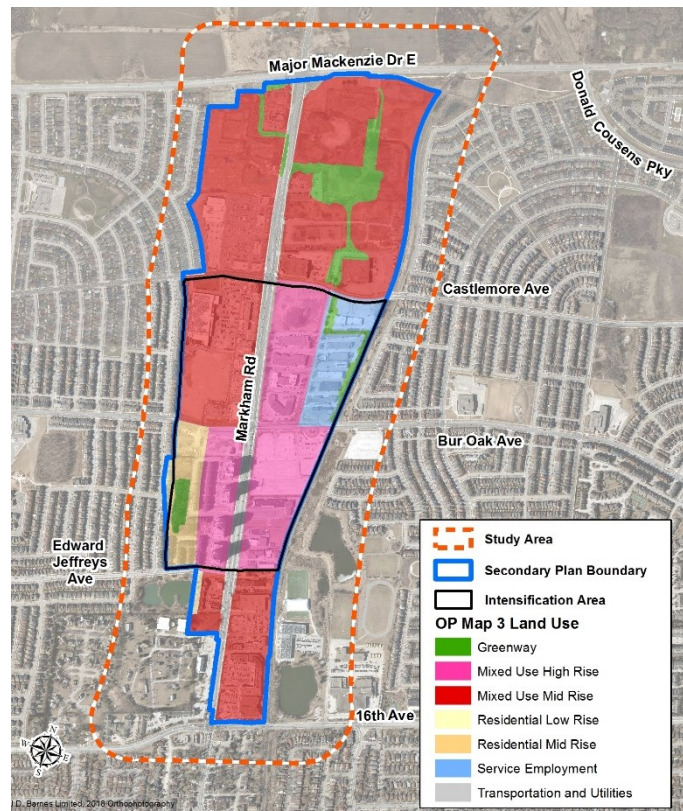 Major Mackenzie Dr E
Donald Cousens Pky
Castlemore Ave
Markham Rd
Bur Oak Ave
Edward
Jeffreys
Ave
16th Ave
N
W
E
S
Study Area
Secondary Plan Boundary
Intensification Area
OP Map 3 Land Use
Greenway
Mixed Use High Rise
Mixed Use Mid Rise
Residential Low Rise
Residential Mid Rise
Service Employment
Transportation and Utilities
J.D. Barnes Limited, 2018 Orthophotography